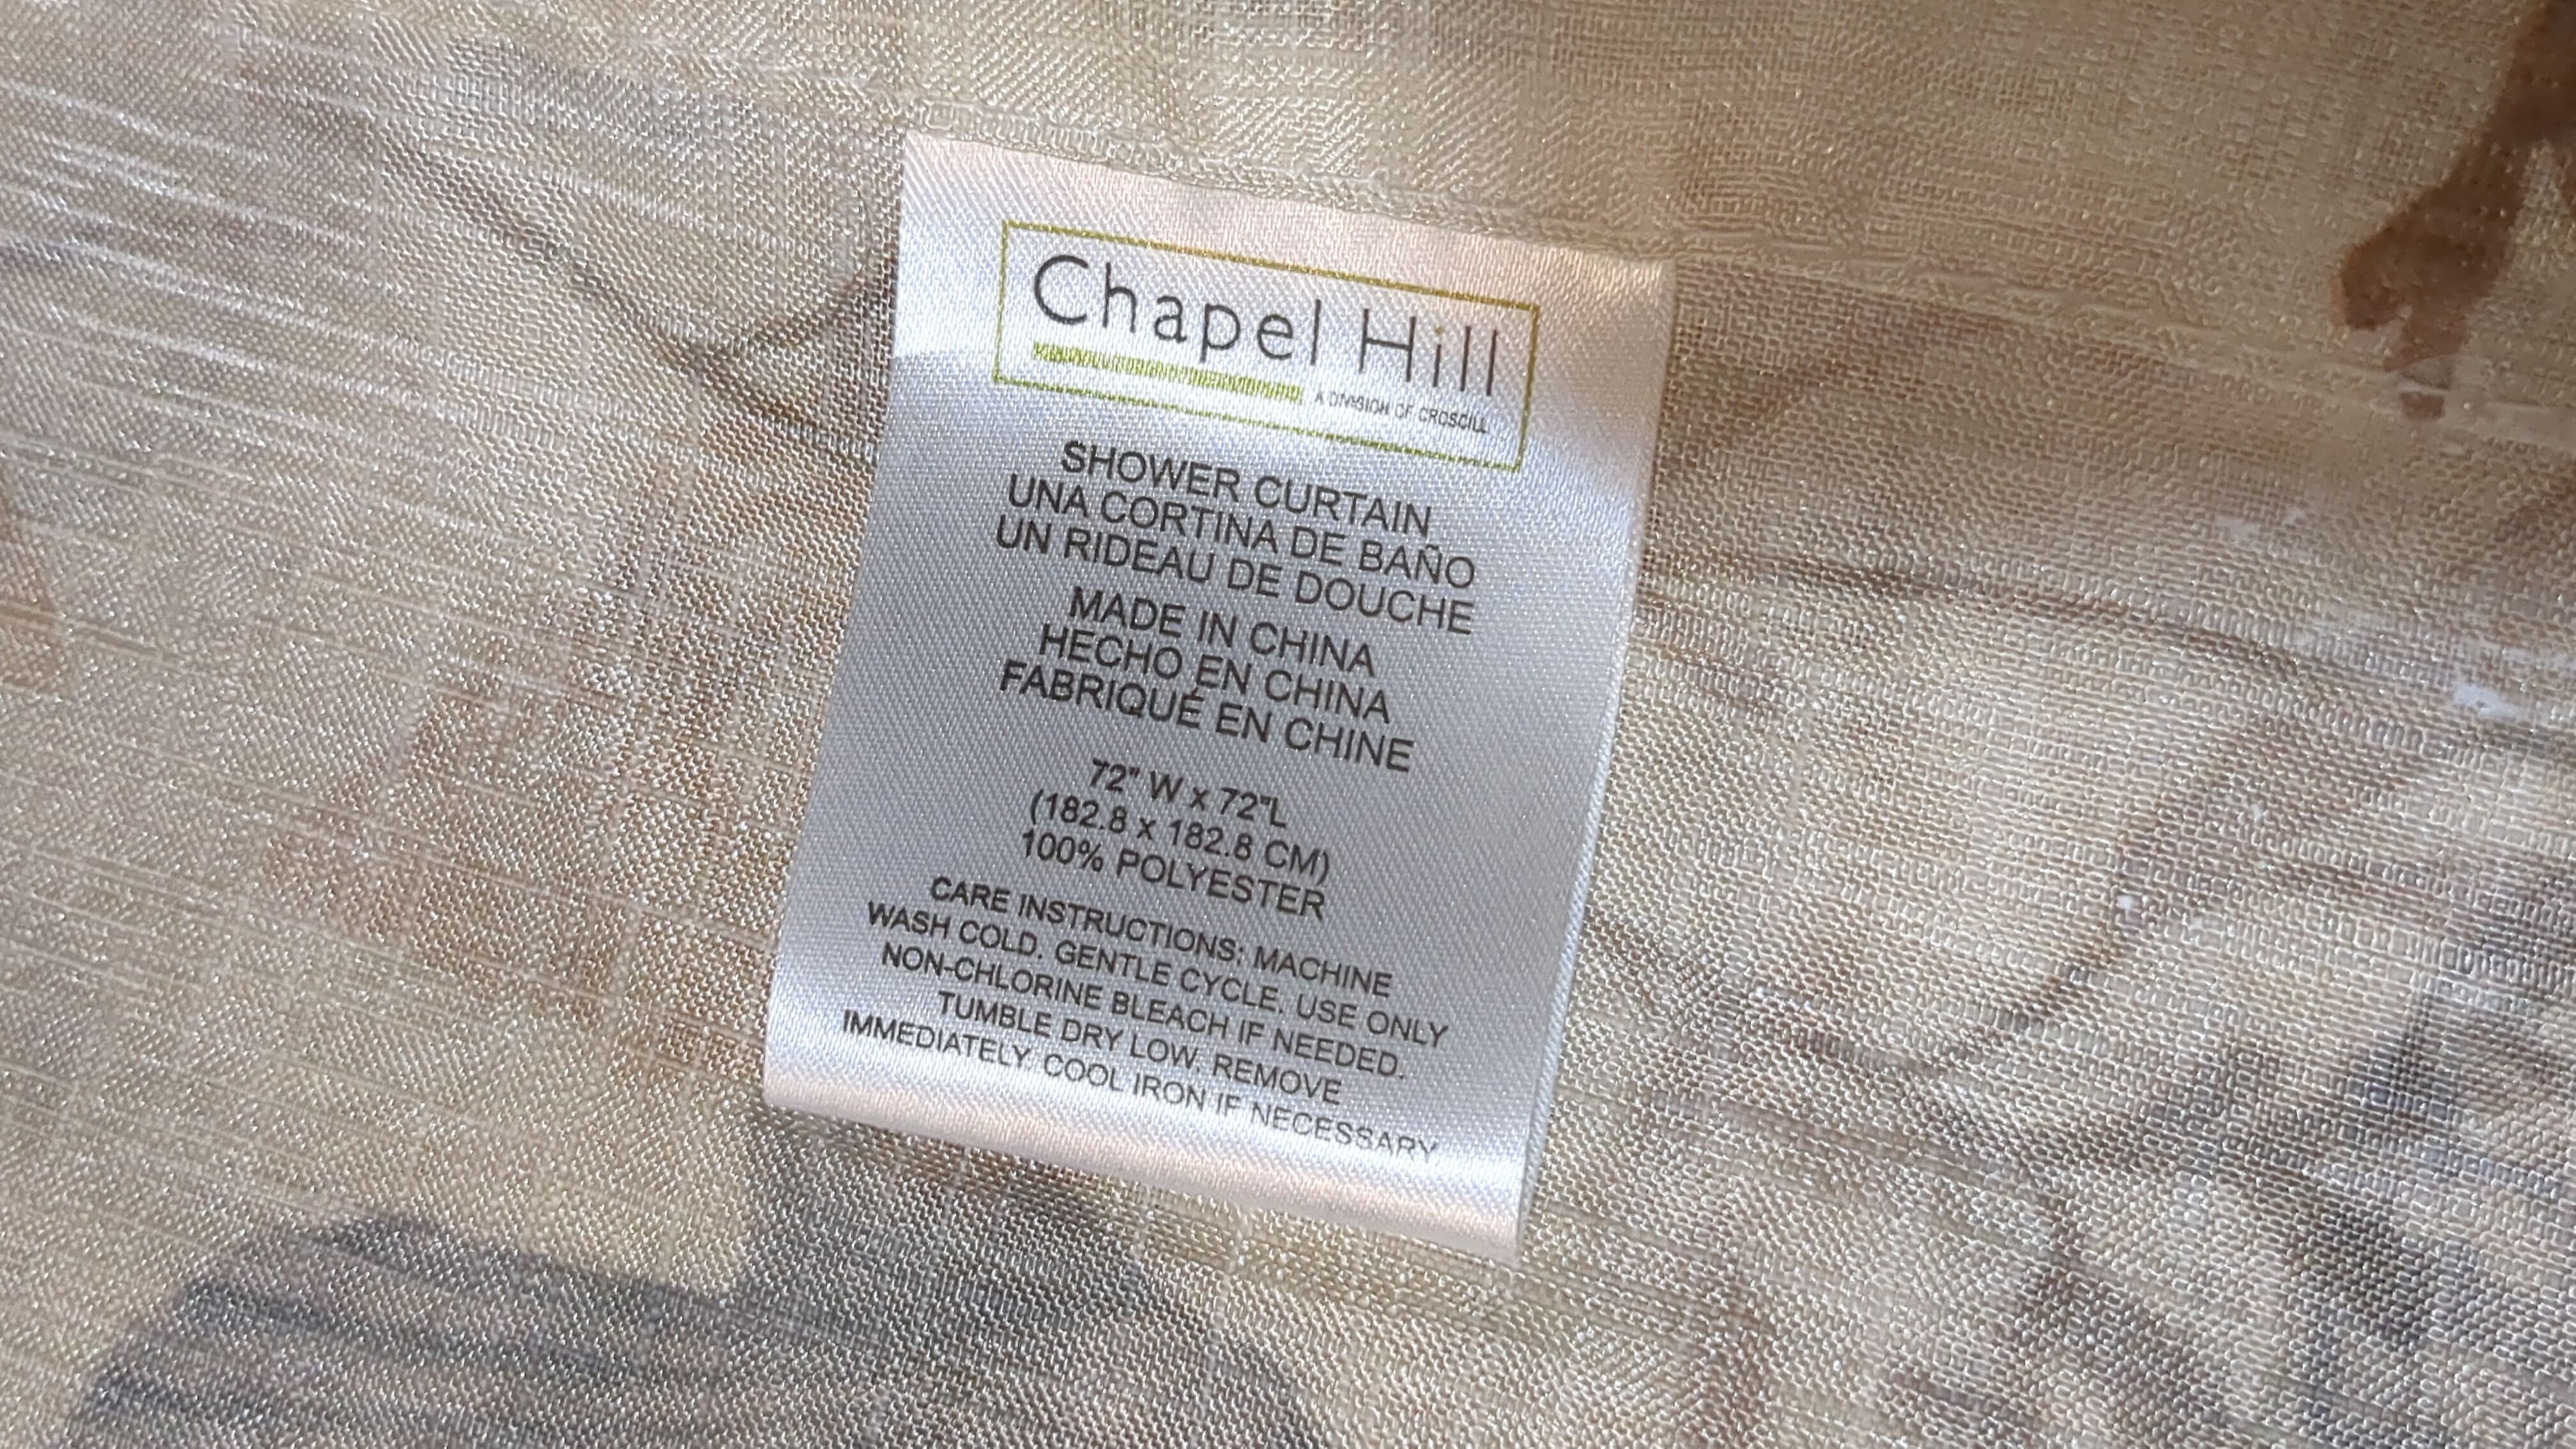 Chapel Hill
A DIVISION OF CROSCILL
SHOWER CURTAIN
UNA CORTINA DE BAÑO
UN RIDEAU DE DOUCHE
MADE IN CHINA
HECHO EN CHINA
FABRIQUÉ EN CHINE
72" W x 72"L
(182.8 x 182.8 CM)
100% POLYESTER
CARE INSTRUCTIONS: MACHINE
WASH COLD. GENTLE CYCLE. USE ONLY
NON-CHLORINE BLEACH IF NEEDED.
TUMBLE DRY LOW. REMOVE
IMMEDIATELY. COOL IRON IF NECESSARY